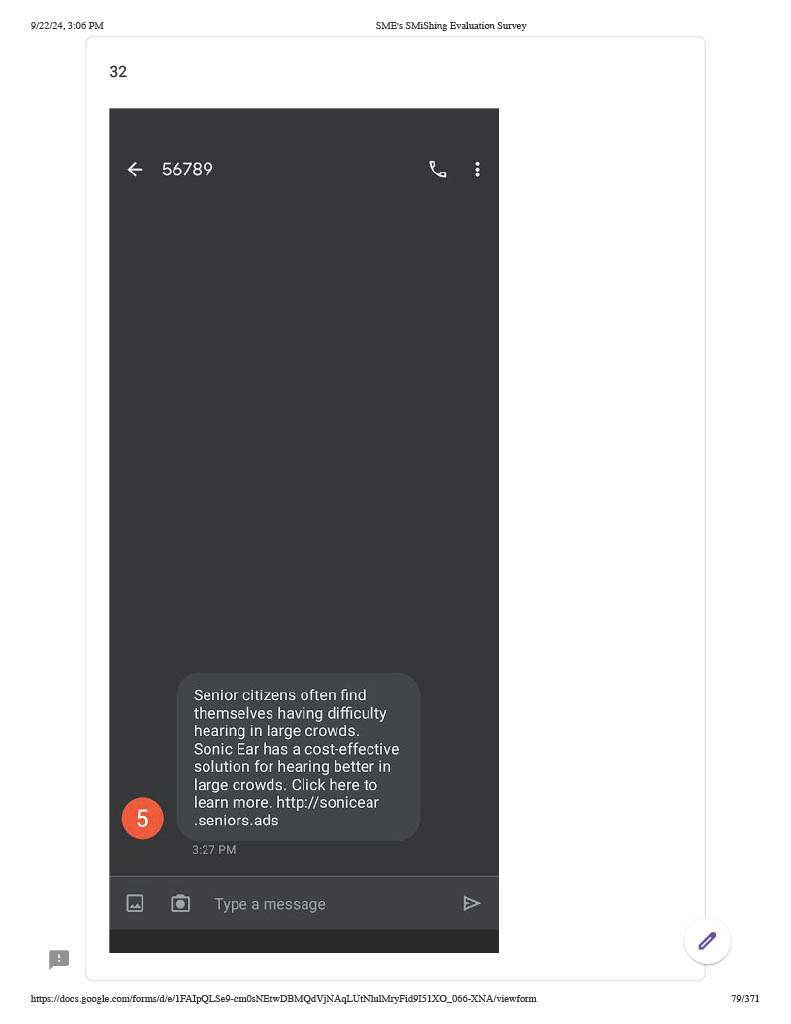 9/22/24, 3:06 PM
SME's SMiShing Evaluation Survey
32
56789
Senior citizens often find
themselves having difficulty
hearing in large crowds.
Sonic Ear has a cost-effective
solution for hearing better in
large crowds. Click here to
learn more. http://sonicear
.seniors.ads
5
3:27 PM
Type a message
https://docs.google.com/forms/d/e/1FAIpQLSe9-cm0sNEtwDBMQdVjNAqLUtNlulMryFid9I51XO_066-XNA/viewform
79/371